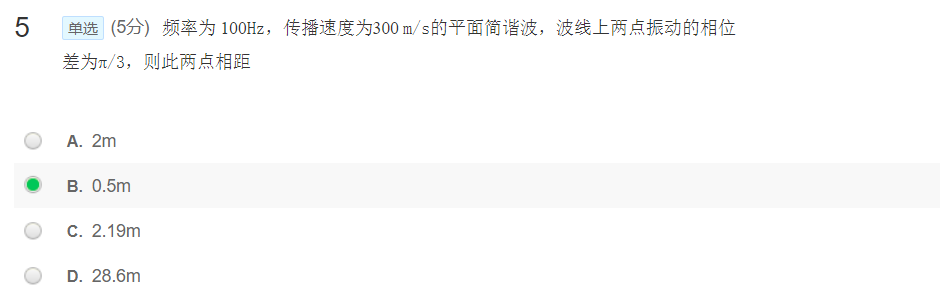 5 单选 (5分) 频率为 100Hz，传播速度为300 m/s的平面简谐波，波线上两点振动的相位
差为π/3，则此两点相距
A. 2m
B. 0.5m
C. 2.19m
D. 28.6m